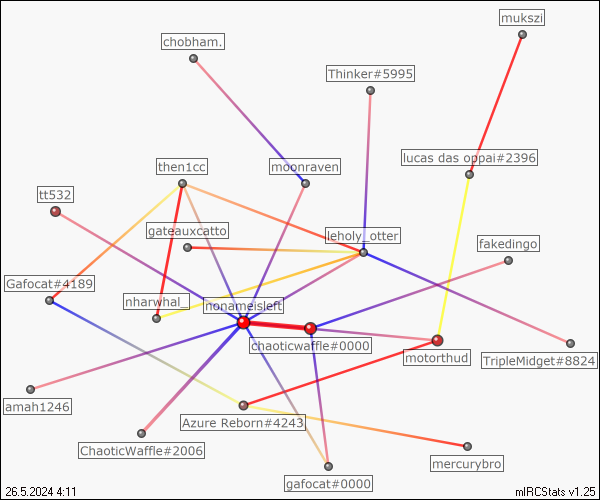 mukszi
chobham.
Thinker#5995
lucas das oppai#2396
then1cc
moonraven
tt532
gateauxcatto
leholy_otter
fakedingo
Gafocat#4189
nharwhal_
nonameisleft
chaoticwaffle#0000
motorthud
TripleMidget#8824
amah1246
Azure Reborn#4243
ChaoticWaffle#2006
mercurybro
gafocat#0000
26.5.2024 4:11
mIRCStats v1.25